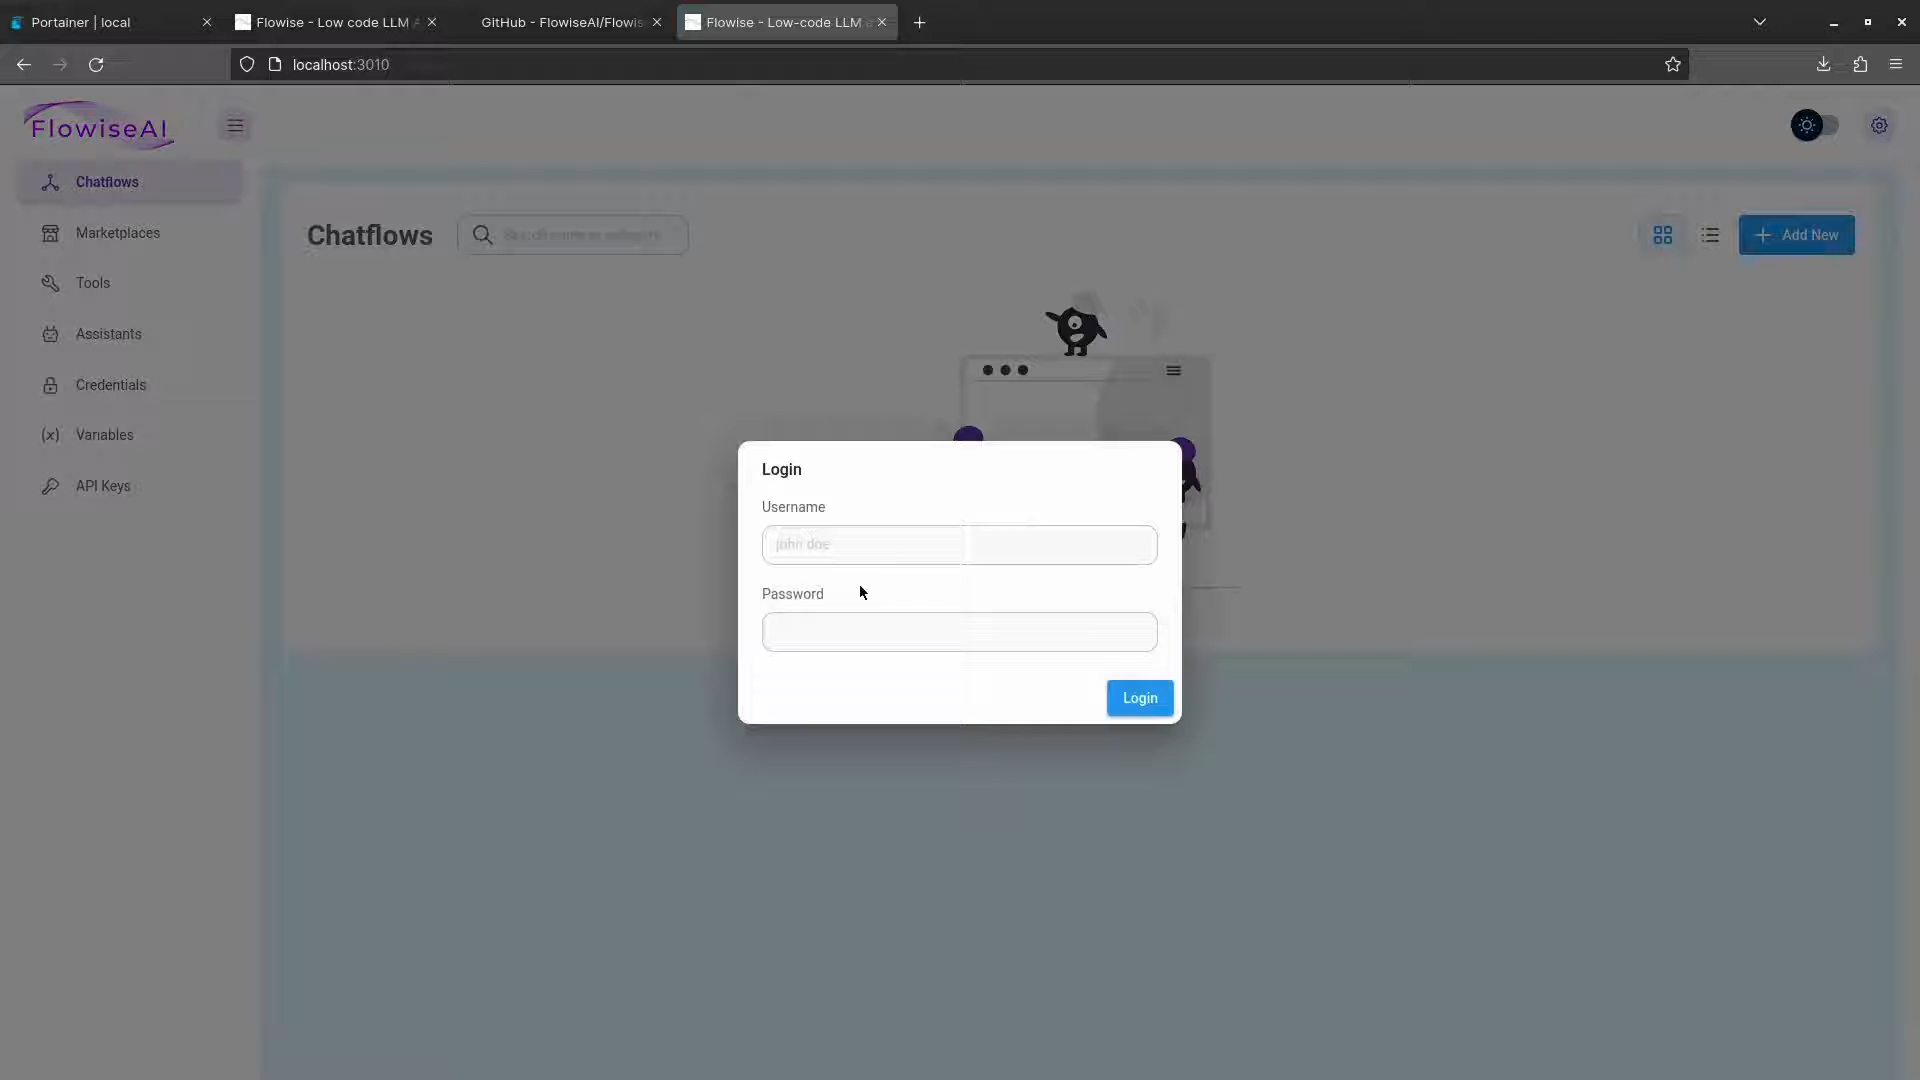 Portainer | local
Flowise - Low code LLM
GitHub - FlowiseAI/Flowis
Flowise - Low-code LLM
localhost:3010
FlowiseAI
Chatflows
Marketplaces
Tools
Assistants
Credentials
Variables
API Keys
Chatflows
Add New
Login
Username
john doe
Password
Login